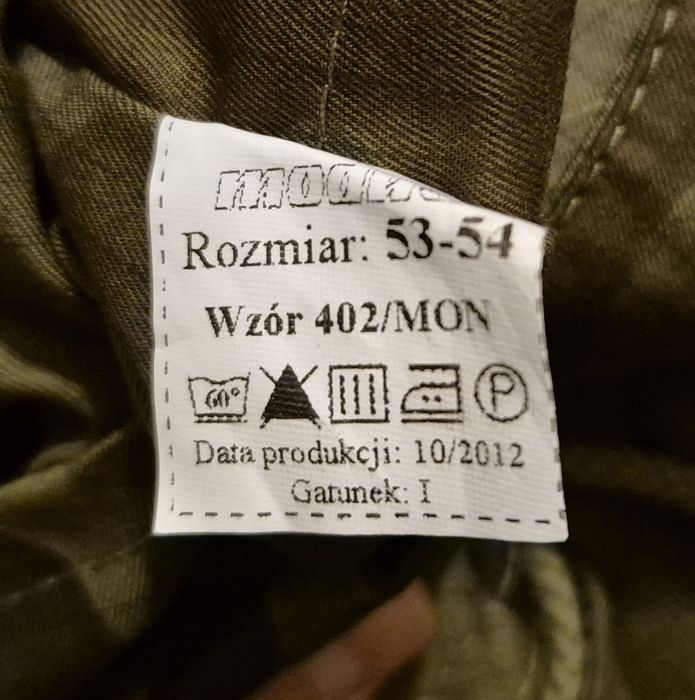 Rozmiar: 53-54
Wzór 402/MON
60° P
Data produkcji: 10/2012
Gatunek: I